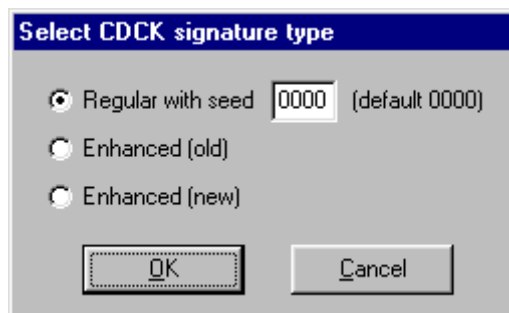 Select CDCK signature type
Regular with seed 0000 (default 0000)
Enhanced (old)
Enhanced (new)
OK Cancel